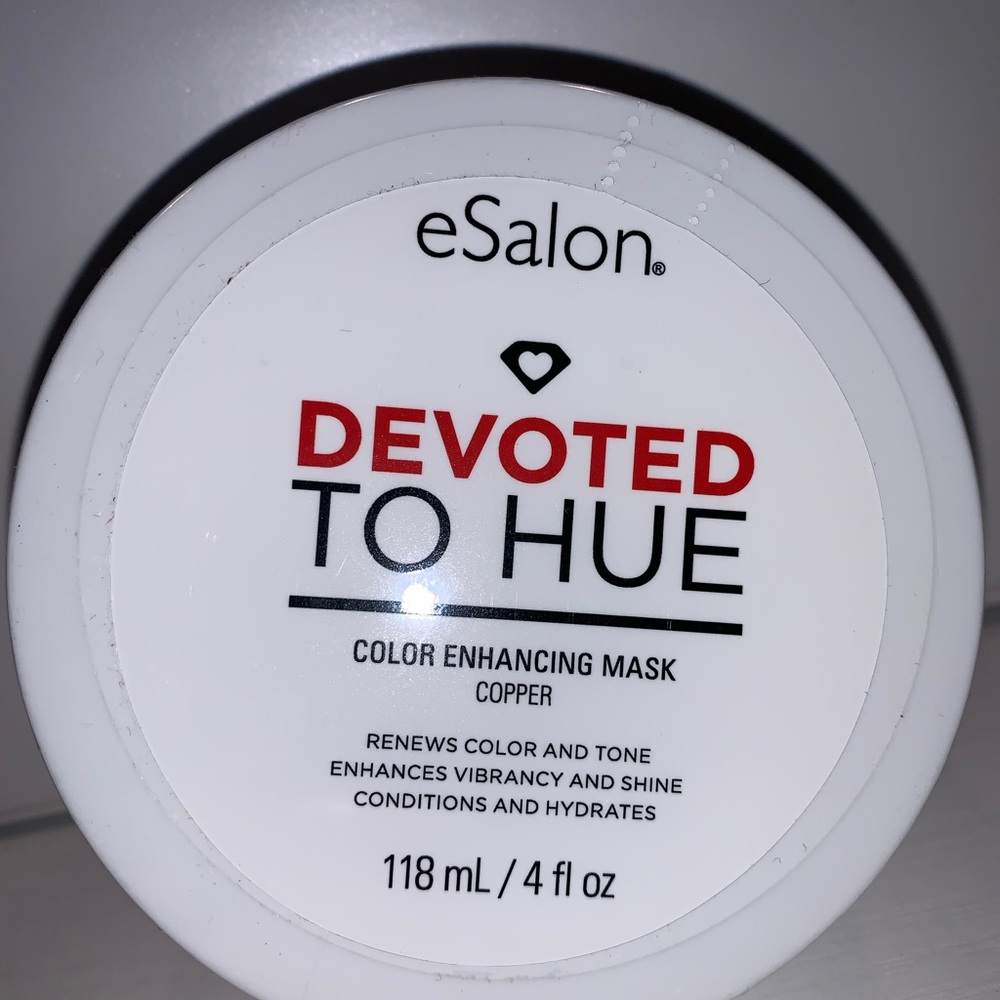 eSalon®
DEVOTED
TO HUE
COLOR ENHANCING MASK
COPPER
RENEWS COLOR AND TONE
ENHANCES VIBRANCY AND SHINE
CONDITIONS AND HYDRATES
118 mL / 4 fl oz